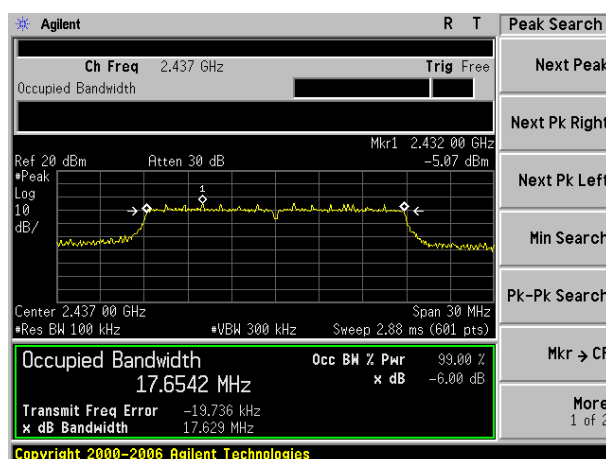 Agilent R T Peak Search
Ch Freq 2.437 GHz Trig Free
Occupied Bandwidth
Next Peak
Next Pk Right
Next Pk Left
Min Search
Pk-Pk Search
Mkr → CF
More
1 of 2
Mkr1 2.432 00 GHz
Ref 20 dBm Atten 30 dB -5.07 dBm
#Peak
Log
10
dB/
1
Center 2.437 00 GHz Span 30 MHz
#Res BW 100 kHz #VBW 300 kHz Sweep 2.88 ms (601 pts)
Occupied Bandwidth Occ BW % Pwr 99.00 %
17.6542 MHz x dB -6.00 dB
Transmit Freq Error -19.736 kHz
x dB Bandwidth 17.629 MHz
Copyright 2000-2006 Agilent Technologies